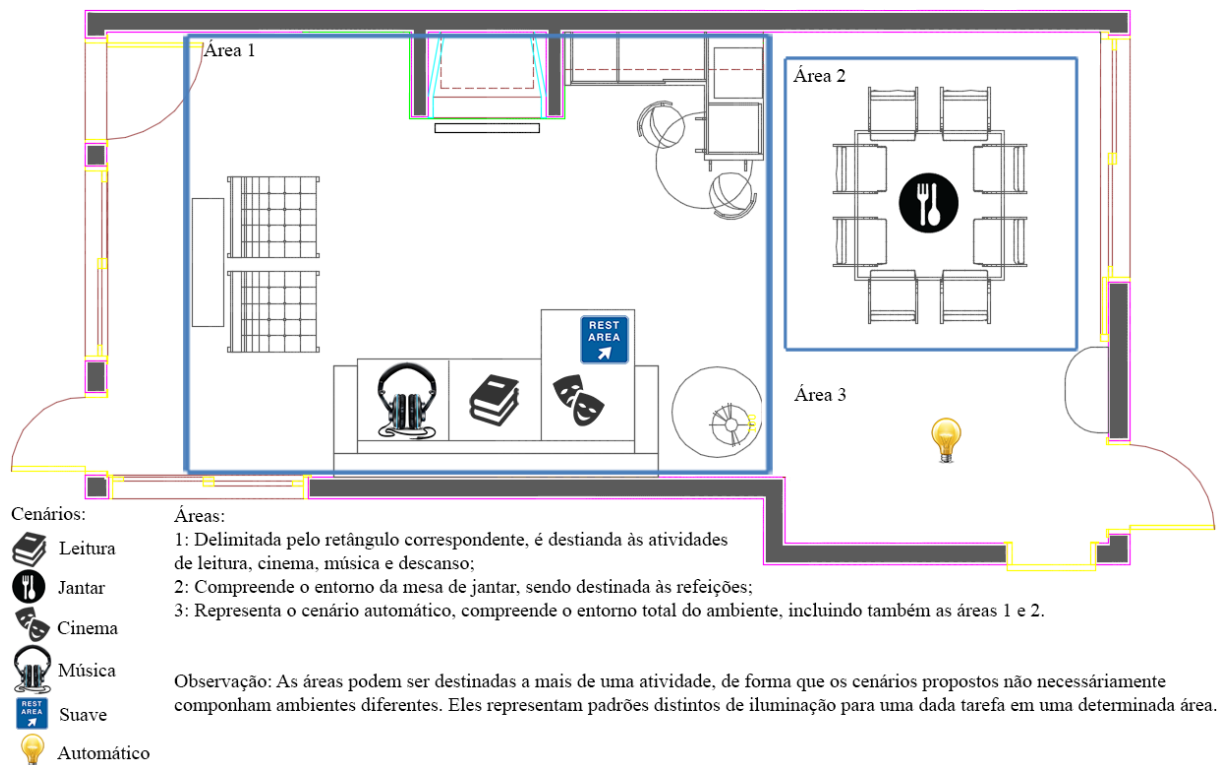 Área 1
Área 2
REST
AREA
Área 3
Cenários:
Leitura
Jantar
Cinema
Música
REST
AREA
Suave
Automático
Áreas:
1: Delimitada pelo retângulo correspondente, é destianda às atividades
de leitura, cinema, música e descanso;
2: Compreende o entorno da mesa de jantar, sendo destinada às refeições;
3: Representa o cenário automático, compreende o entorno total do ambiente, incluindo também as áreas 1 e 2.
Observação: As áreas podem ser destinadas a mais de uma atividade, de forma que os cenários propostos não necessáriamente
componham ambientes diferentes. Eles representam padrões distintos de iluminação para uma dada tarefa em uma determinada área.